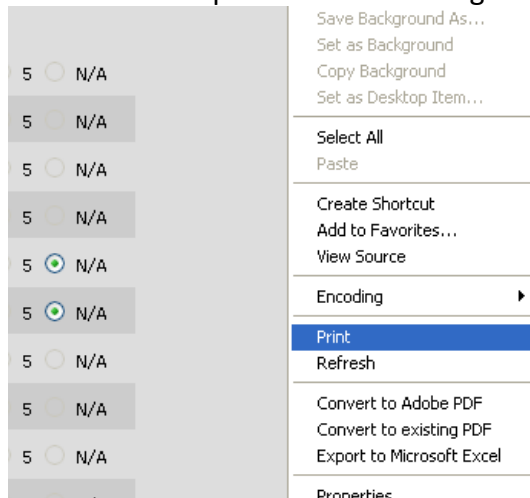 Save Background As...
Set as Background
Copy Background
Set as Desktop Item...
Select All
Paste
Create Shortcut
Add to Favorites...
View Source
Encoding
Print
Refresh
Convert to Adobe PDF
Convert to existing PDF
Export to Microsoft Excel
Properties
5 N/A
5 N/A
5 N/A
5 N/A
5 N/A
5 N/A
5 N/A
5 N/A
5 N/A